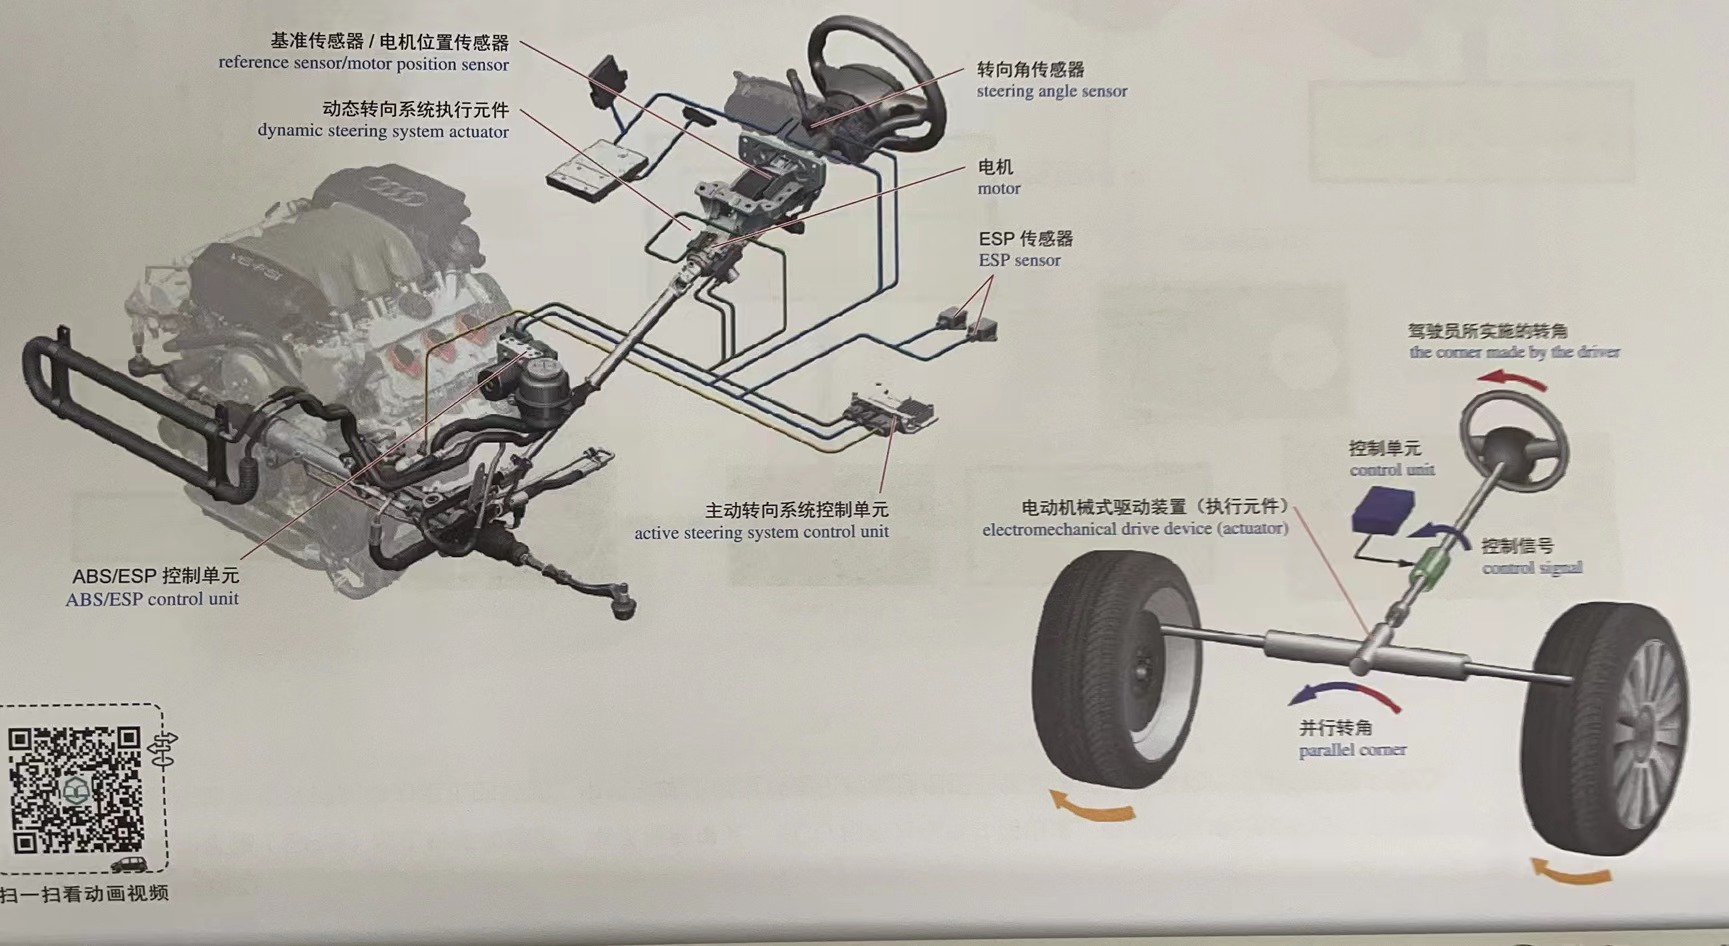 基准传感器 / 电机位置传感器
reference sensor/motor position sensor
动态转向系统执行元件
dynamic steering system actuator
转向角传感器
steering angle sensor
电机
motor
ESP 传感器
ESP sensor
主动转向系统控制单元
active steering system control unit
ABS/ESP 控制单元
ABS/ESP control unit
驾驶员所实施的转角
the corner made by the driver
控制单元
control unit
电动机械式驱动装置（执行元件）
electromechanical drive device (actuator)
控制信号
control signal
并行转角
parallel corner
扫一扫看动画视频